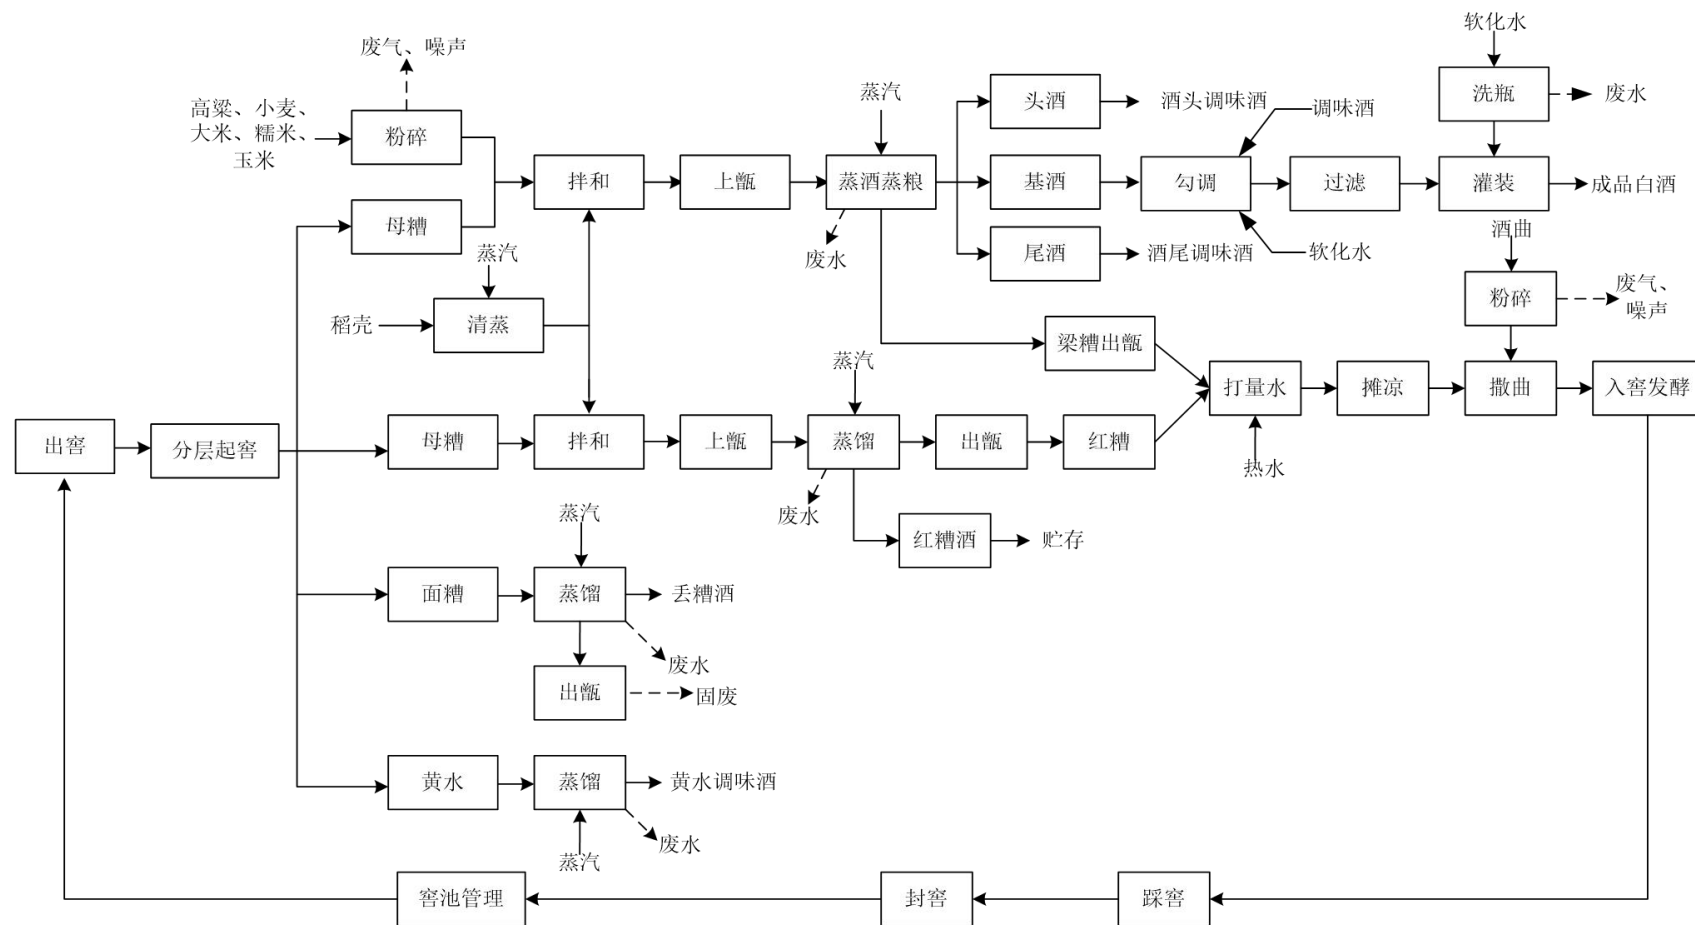 软化水
废气、噪声
洗瓶
废水
蒸汽
头酒
酒头调味酒
调味酒
高粱、小麦、
大米、糯米、
玉米
粉碎
拌和
上甑
蒸酒蒸粮
基酒
勾调
过滤
灌装
成品白酒
母糟
酒曲
蒸汽
废水
尾酒
酒尾调味酒
软化水
粉碎
废气、
噪声
稻壳
清蒸
梁糟出甑
蒸汽
打量水
摊凉
撒曲
入窖发酵
出窖
分层起窖
母糟
拌和
上甑
蒸馏
出甑
红糟
热水
废水
蒸汽
红糟酒
贮存
面糟
蒸馏
丢糟酒
废水
出甑
固废
黄水
蒸馏
黄水调味酒
废水
蒸汽
窖池管理
封窖
踩窖